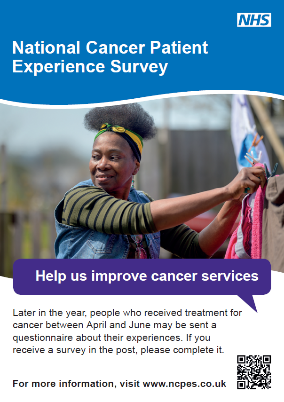 NHS
National Cancer Patient
Experience Survey
Help us improve cancer services
Later in the year, people who received treatment for
cancer between April and June may be sent a
questionnaire about their experiences. If you
receive a survey in the post, please complete it.
For more information, visit www.ncpes.co.uk